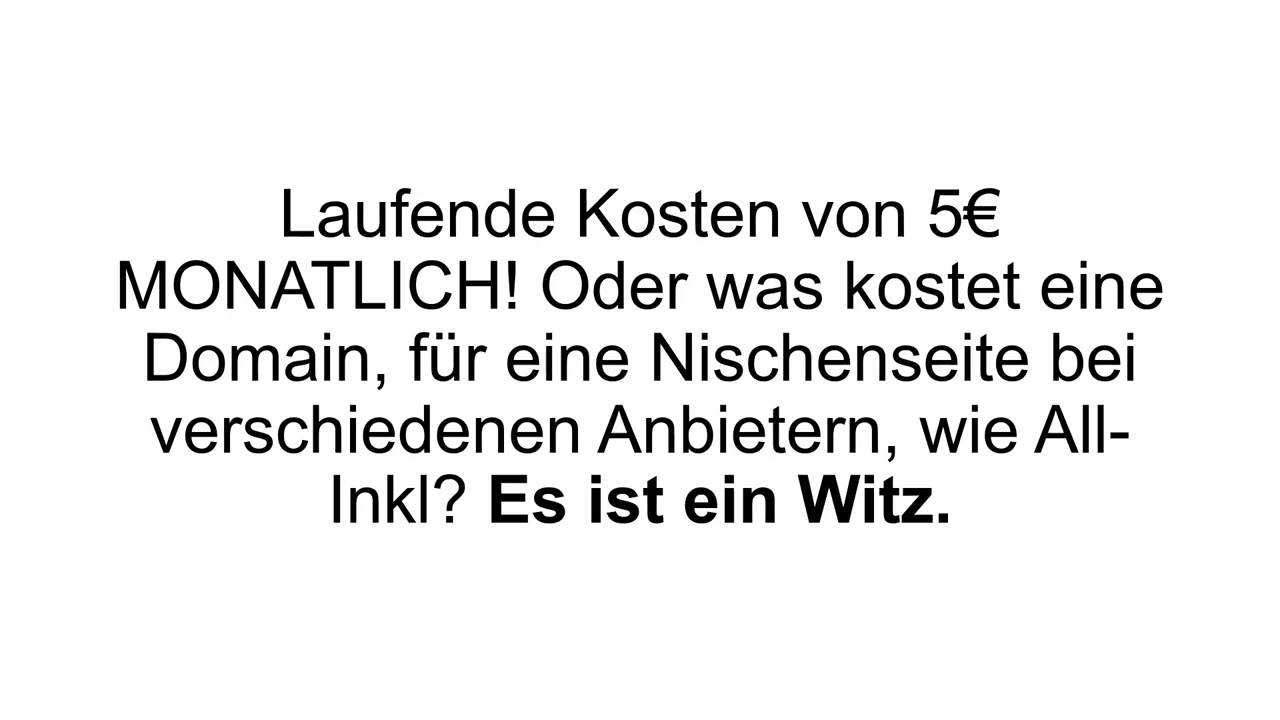 Laufende Kosten von 5€
MONATLICH! Oder was kostet eine
Domain, für eine Nischenseite bei
verschiedenen Anbietern, wie All-
Inkl? Es ist ein Witz.